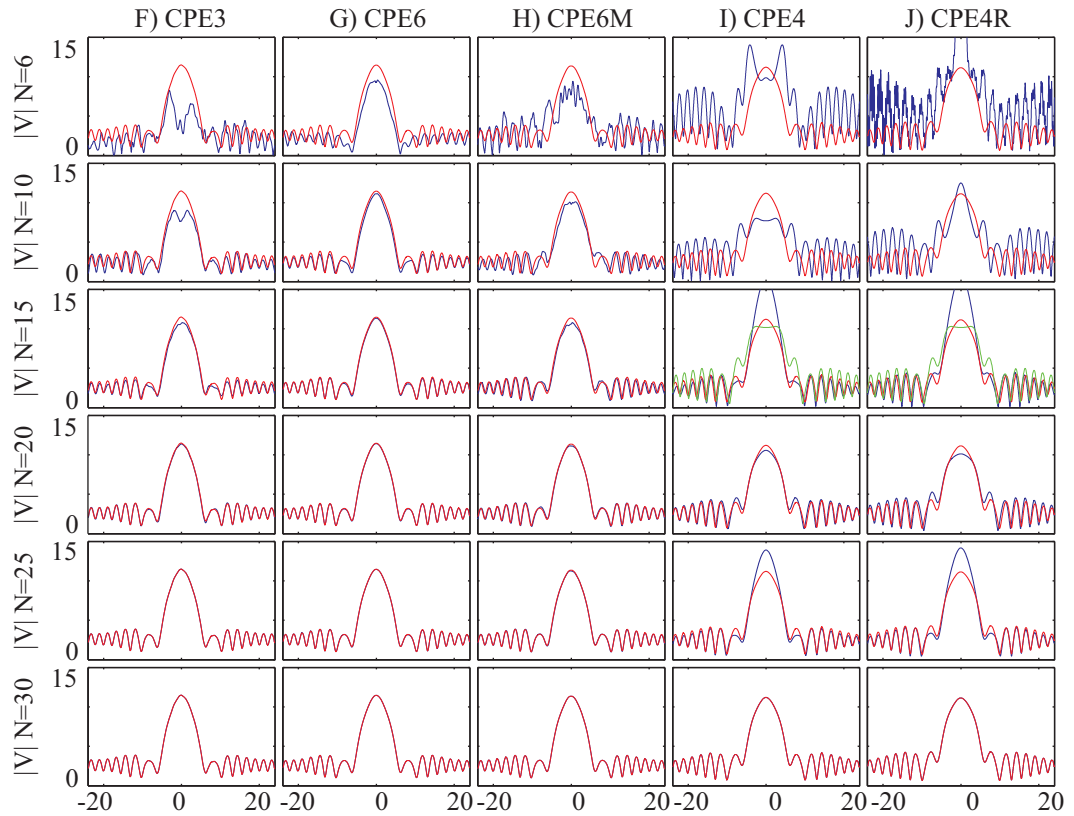 F) CPE3 G) CPE6 H) CPE6M I) CPE4 J) CPE4R
|V| N=6 15 0
|V| N=10 15 0
|V| N=15 15 0
|V| N=20 15 0
|V| N=25 15 0
|V| N=30 15 0
-20 0 20 -20 0 20 -20 0 20 -20 0 20 -20 0 20